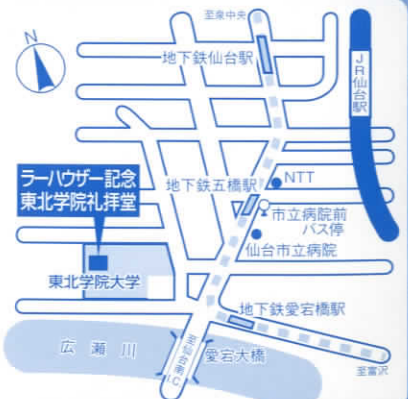 至泉中央
N
地下鉄仙台駅
JR仙台駅
ラーハウザー記念
東北学院礼拝堂
地下鉄五橋駅
NTT
市立病院前
バス停
仙台市立病院
東北学院大学
地下鉄愛宕橋駅
広瀬川
至仙台南I.C.
愛宕大橋
至富沢